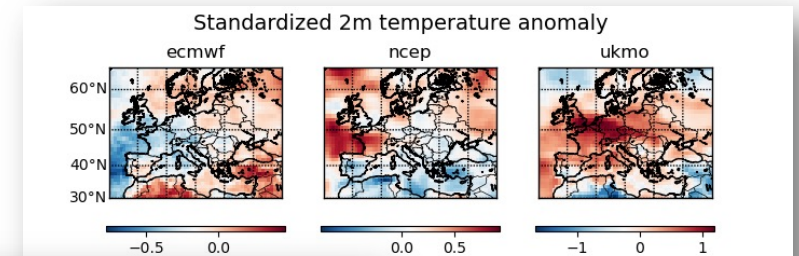 Standardized 2m temperature anomaly
ecmwf ncep ukmo
60°N
50°N
40°N
30°N
−0.5 0.0 0.0 0.5 −1 0 1